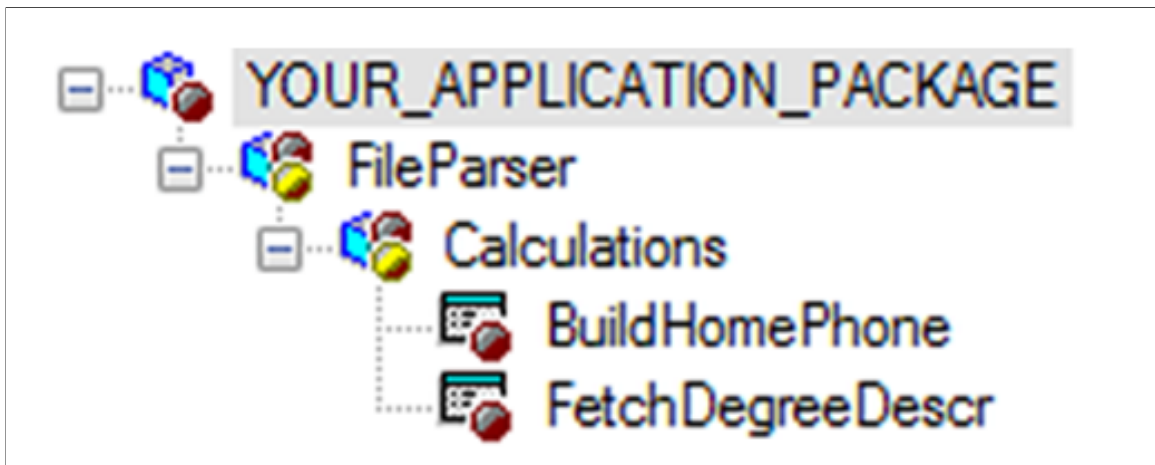 YOUR_APPLICATION_PACKAGE
FileParser
Calculations
BuildHomePhone
FetchDegreeDescr